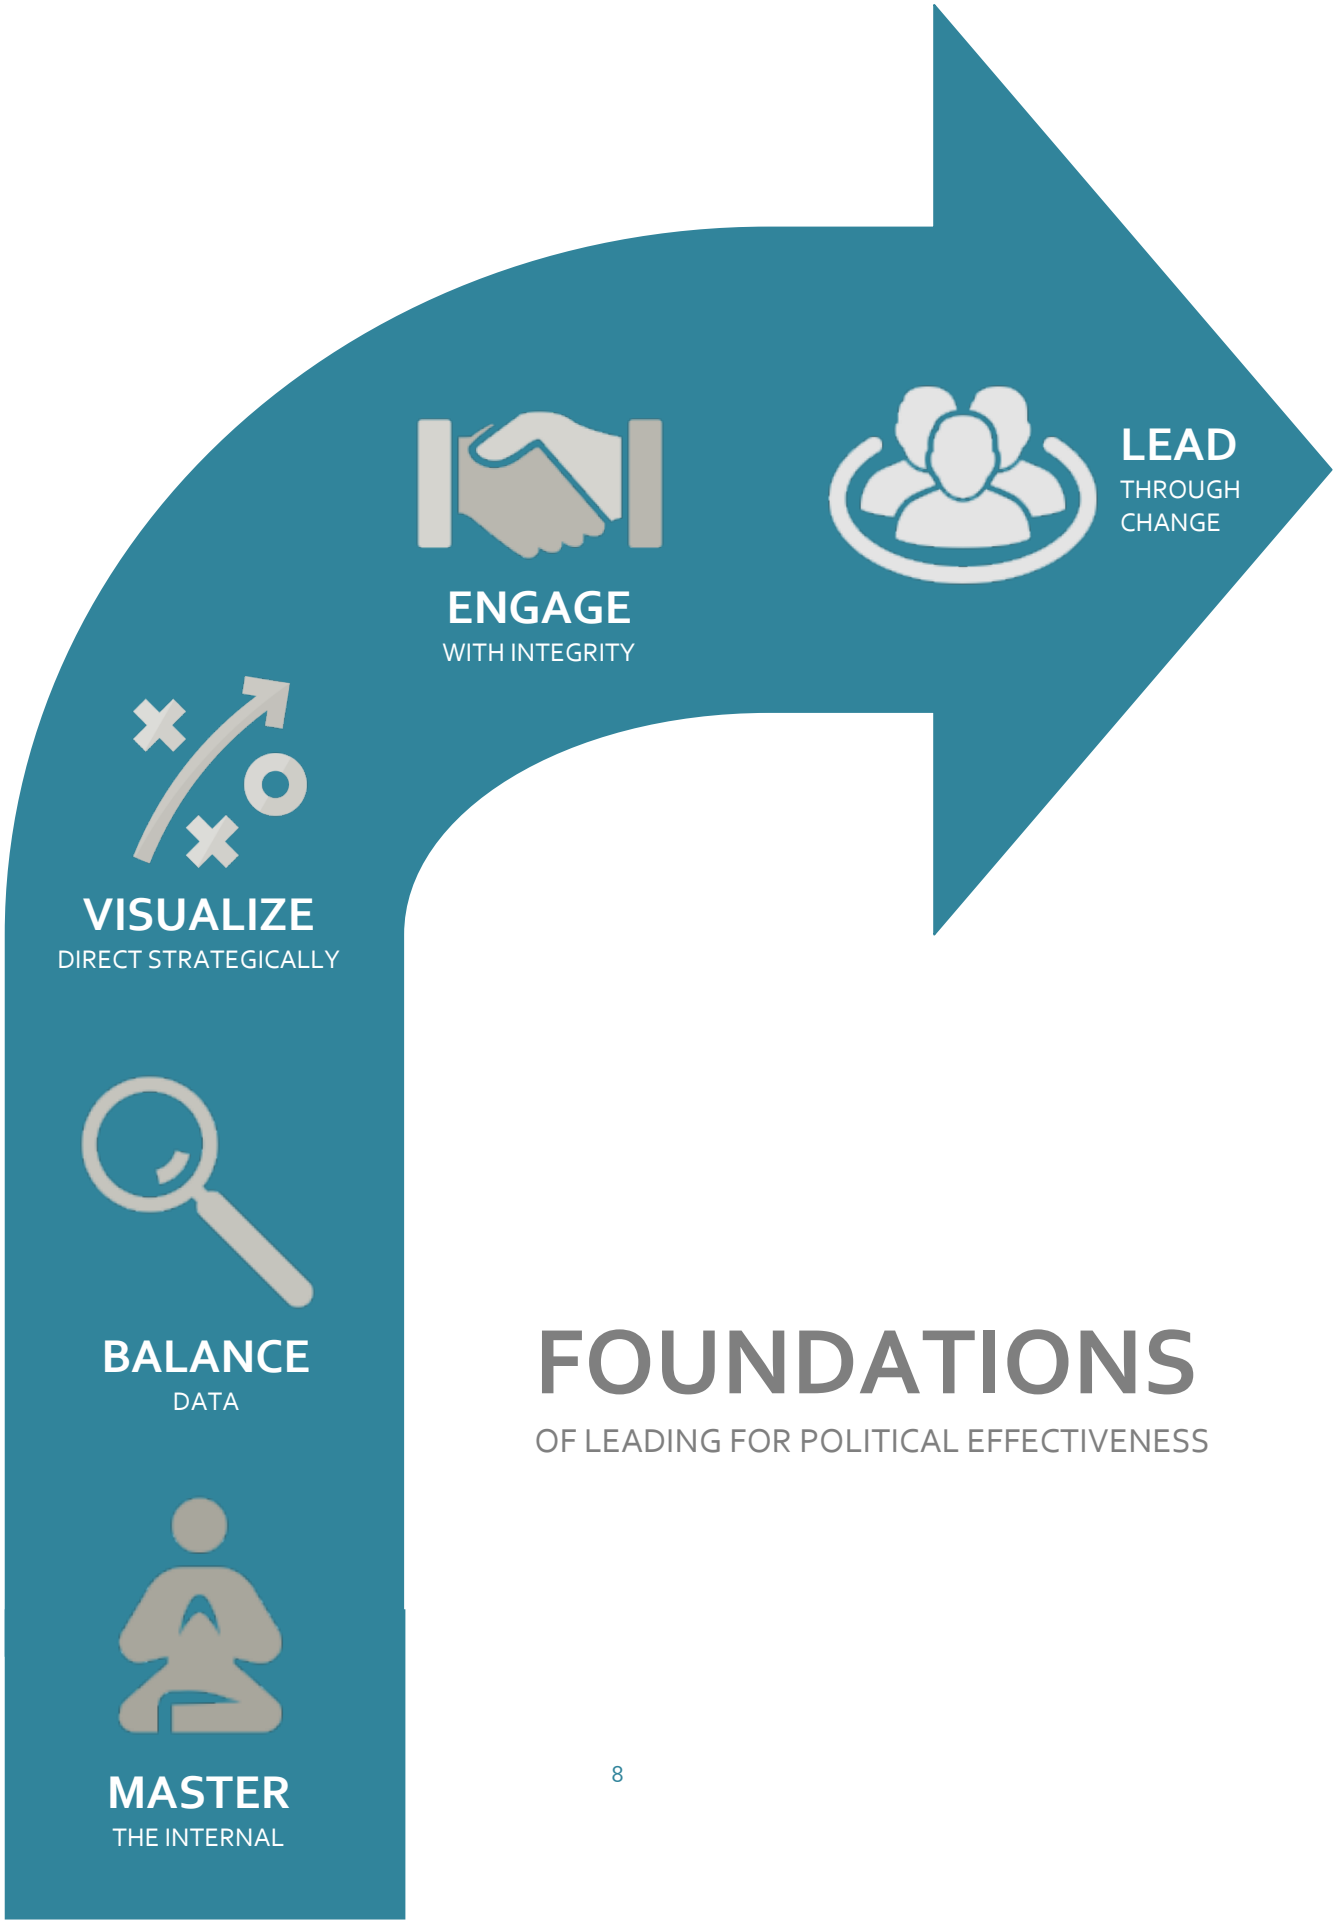 LEAD
THROUGH
CHANGE
ENGAGE
WITH INTEGRITY
VISUALIZE
DIRECT STRATEGICALLY
BALANCE
DATA
FOUNDATIONS
OF LEADING FOR POLITICAL EFFECTIVENESS
MASTER
THE INTERNAL
8